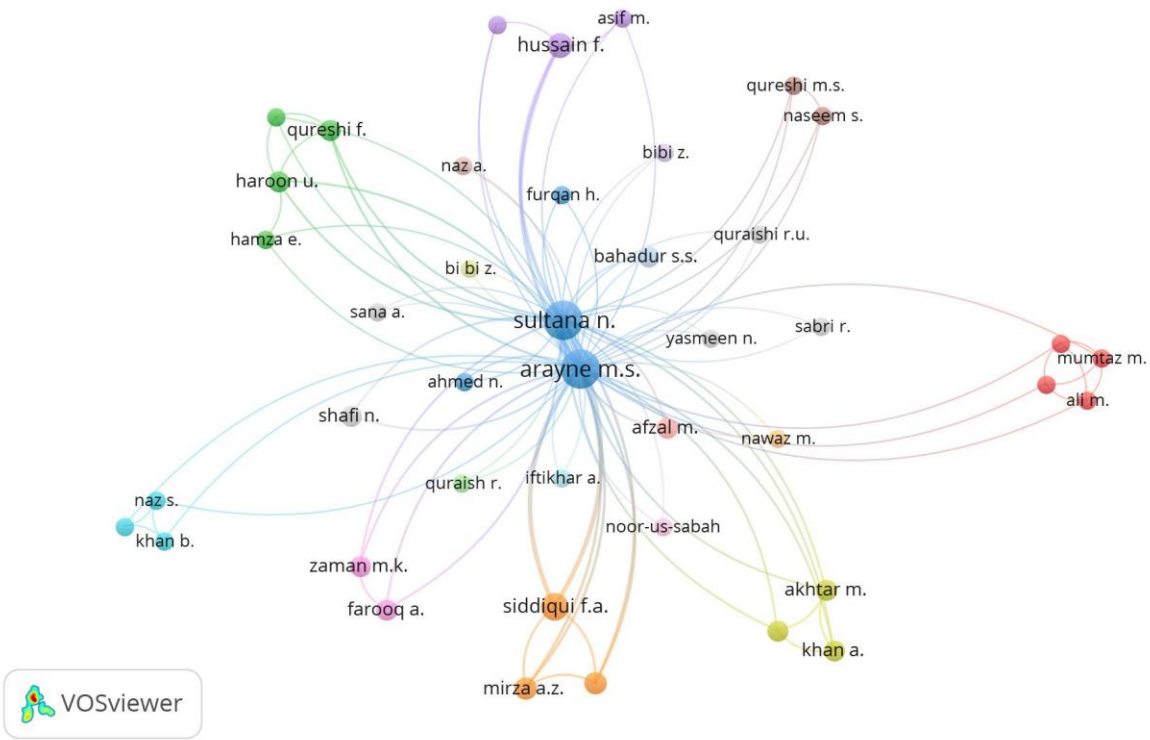 asif m.
hussain f.
qureshi m.s.
naseem s.
qureshi f.
bibi z.
naz a.
haroon u.
furqan h.
quraishi r.u.
hamza e.
bahadur s.s.
bi bi z.
sana a.
sultana n.
sabri r.
yasmeen n.
mumtaz m.
arayne m.s.
ahmed n.
ali m.
shafi n.
afzal m.
nawaz m.
iftikhar a.
quraish r.
naz s.
noor-us-sabah
khan b.
zaman m.k.
akhtar m.
siddiqui f.a.
farooq a.
khan a.
mirza a.z.
VOSviewer